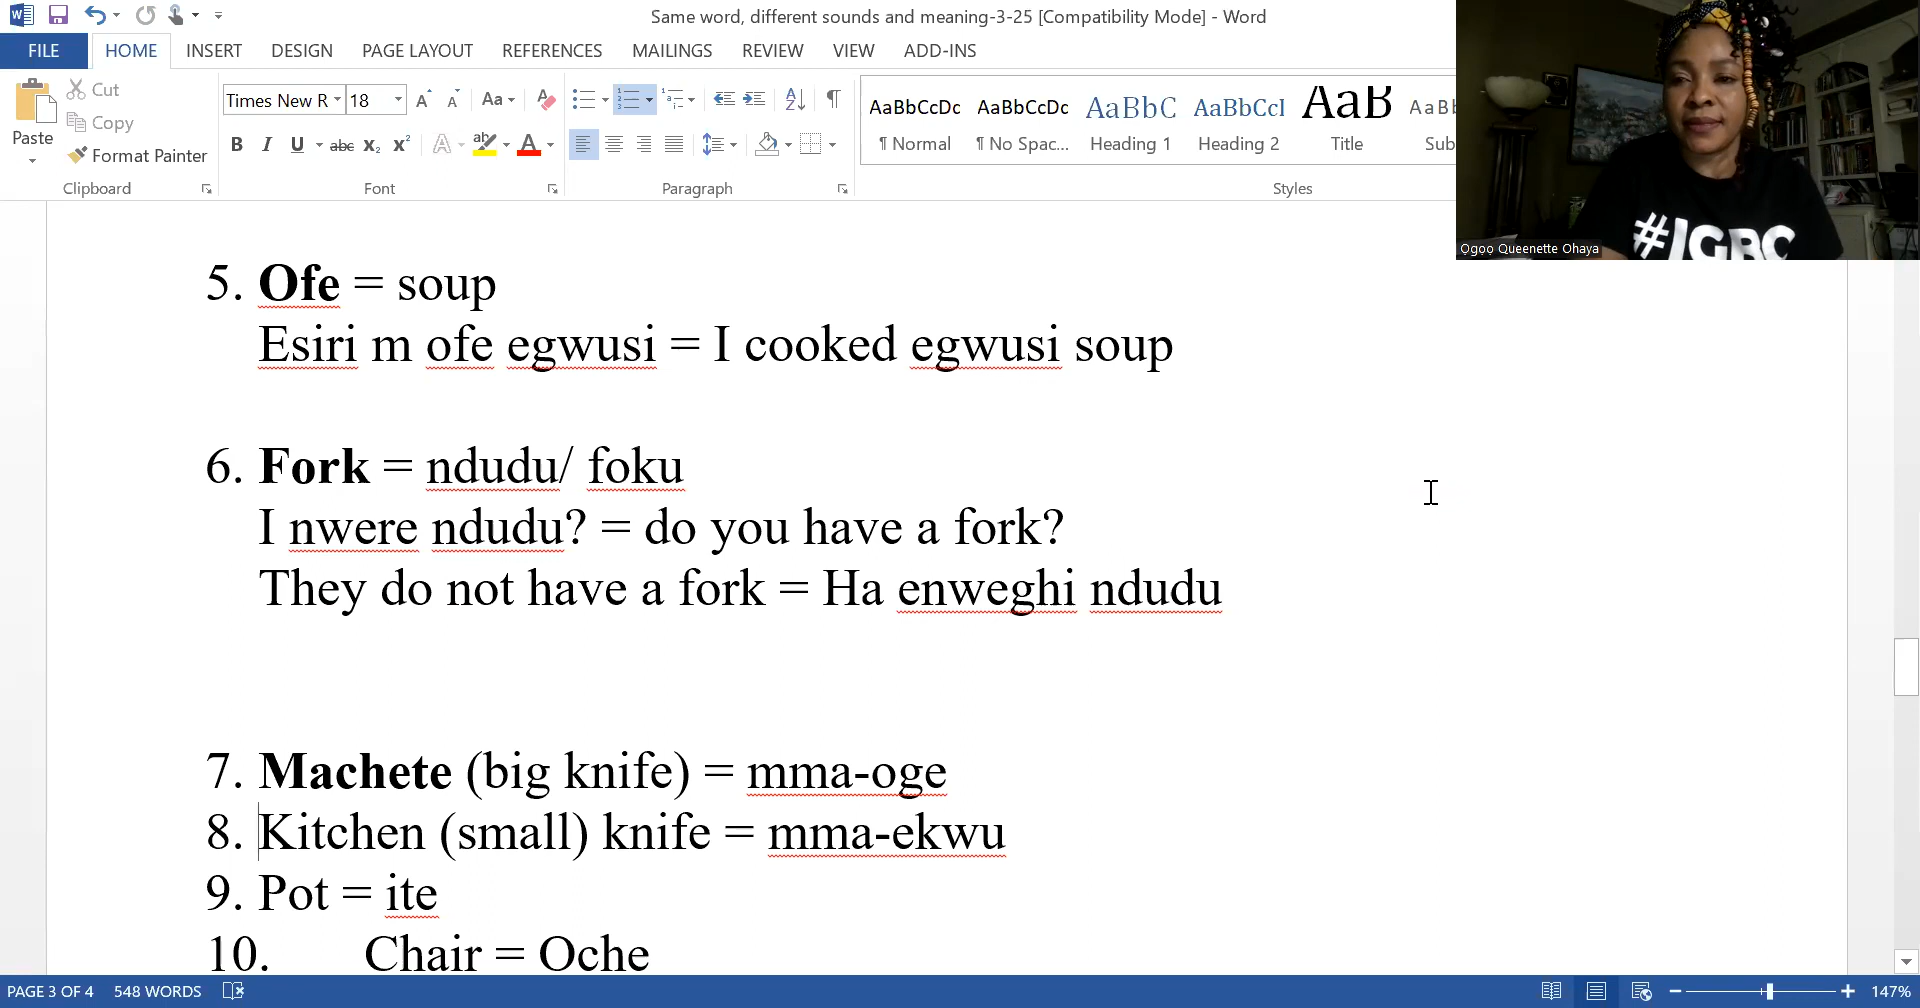 Same word, different sounds and meaning-3-25 [Compatibility Mode] - Word
FILE HOME INSERT DESIGN PAGE LAYOUT REFERENCES MAILINGS REVIEW VIEW ADD-INS
Cut
Copy
Format Painter
Paste
Times New R 18
AaBbCcDc AaBbCcDc AaBbC AaBbCcI AaB AaBb
¶ Normal ¶ No Spac... Heading 1 Heading 2 Title Sub
Clipboard Font Paragraph Styles
#IGBC
Ọgọọ Queenette Ohaya
5. Ofe = soup
Esiri m ofe egwusi = I cooked egwusi soup
6. Fork = ndudu/ foku
I nwere ndudu? = do you have a fork?
They do not have a fork = Ha enweghi ndudu
7. Machete (big knife) = mma-oge
8. Kitchen (small) knife = mma-ekwu
9. Pot = ite
10. Chair = Oche
PAGE 3 OF 4 548 WORDS 147%